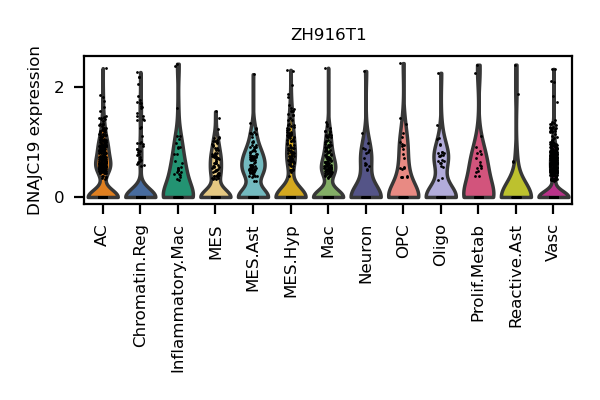 ZH916T1
DNAJC19 expression
2
0
AC
Chromatin.Reg
Inflammatory.Mac
MES
MES.Ast
MES.Hyp
Mac
Neuron
OPC
Oligo
Prolif.Metab
Reactive.Ast
Vasc